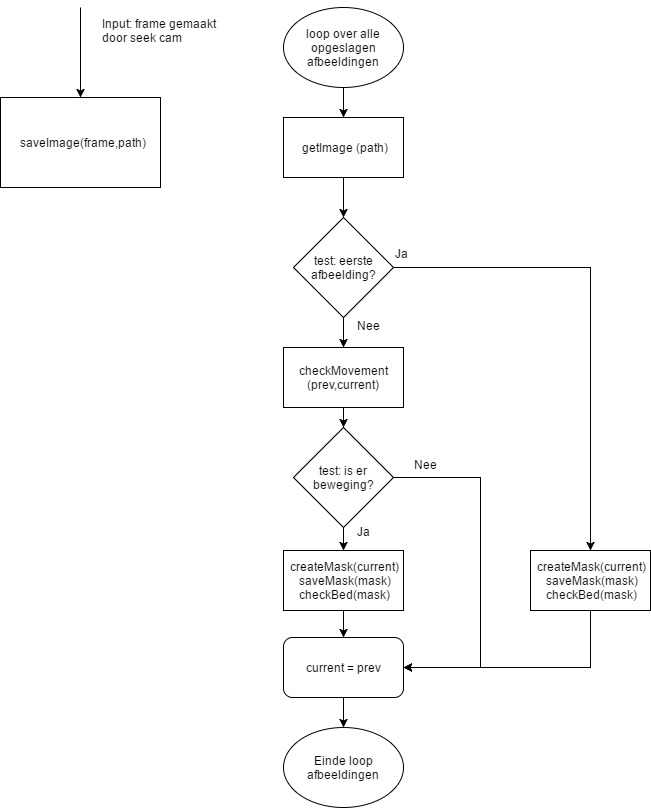 Input: frame gemaakt
door seek cam
saveImage(frame,path)
loop over alle
opgeslagen
afbeeldingen
getImage (path)
test: eerste
afbeelding?
Ja
Nee
checkMovement
(prev,current)
test: is er
beweging?
Nee
Ja
createMask(current)
saveMask(mask)
checkBed(mask)
createMask(current)
saveMask(mask)
checkBed(mask)
current = prev
Einde loop
afbeeldingen